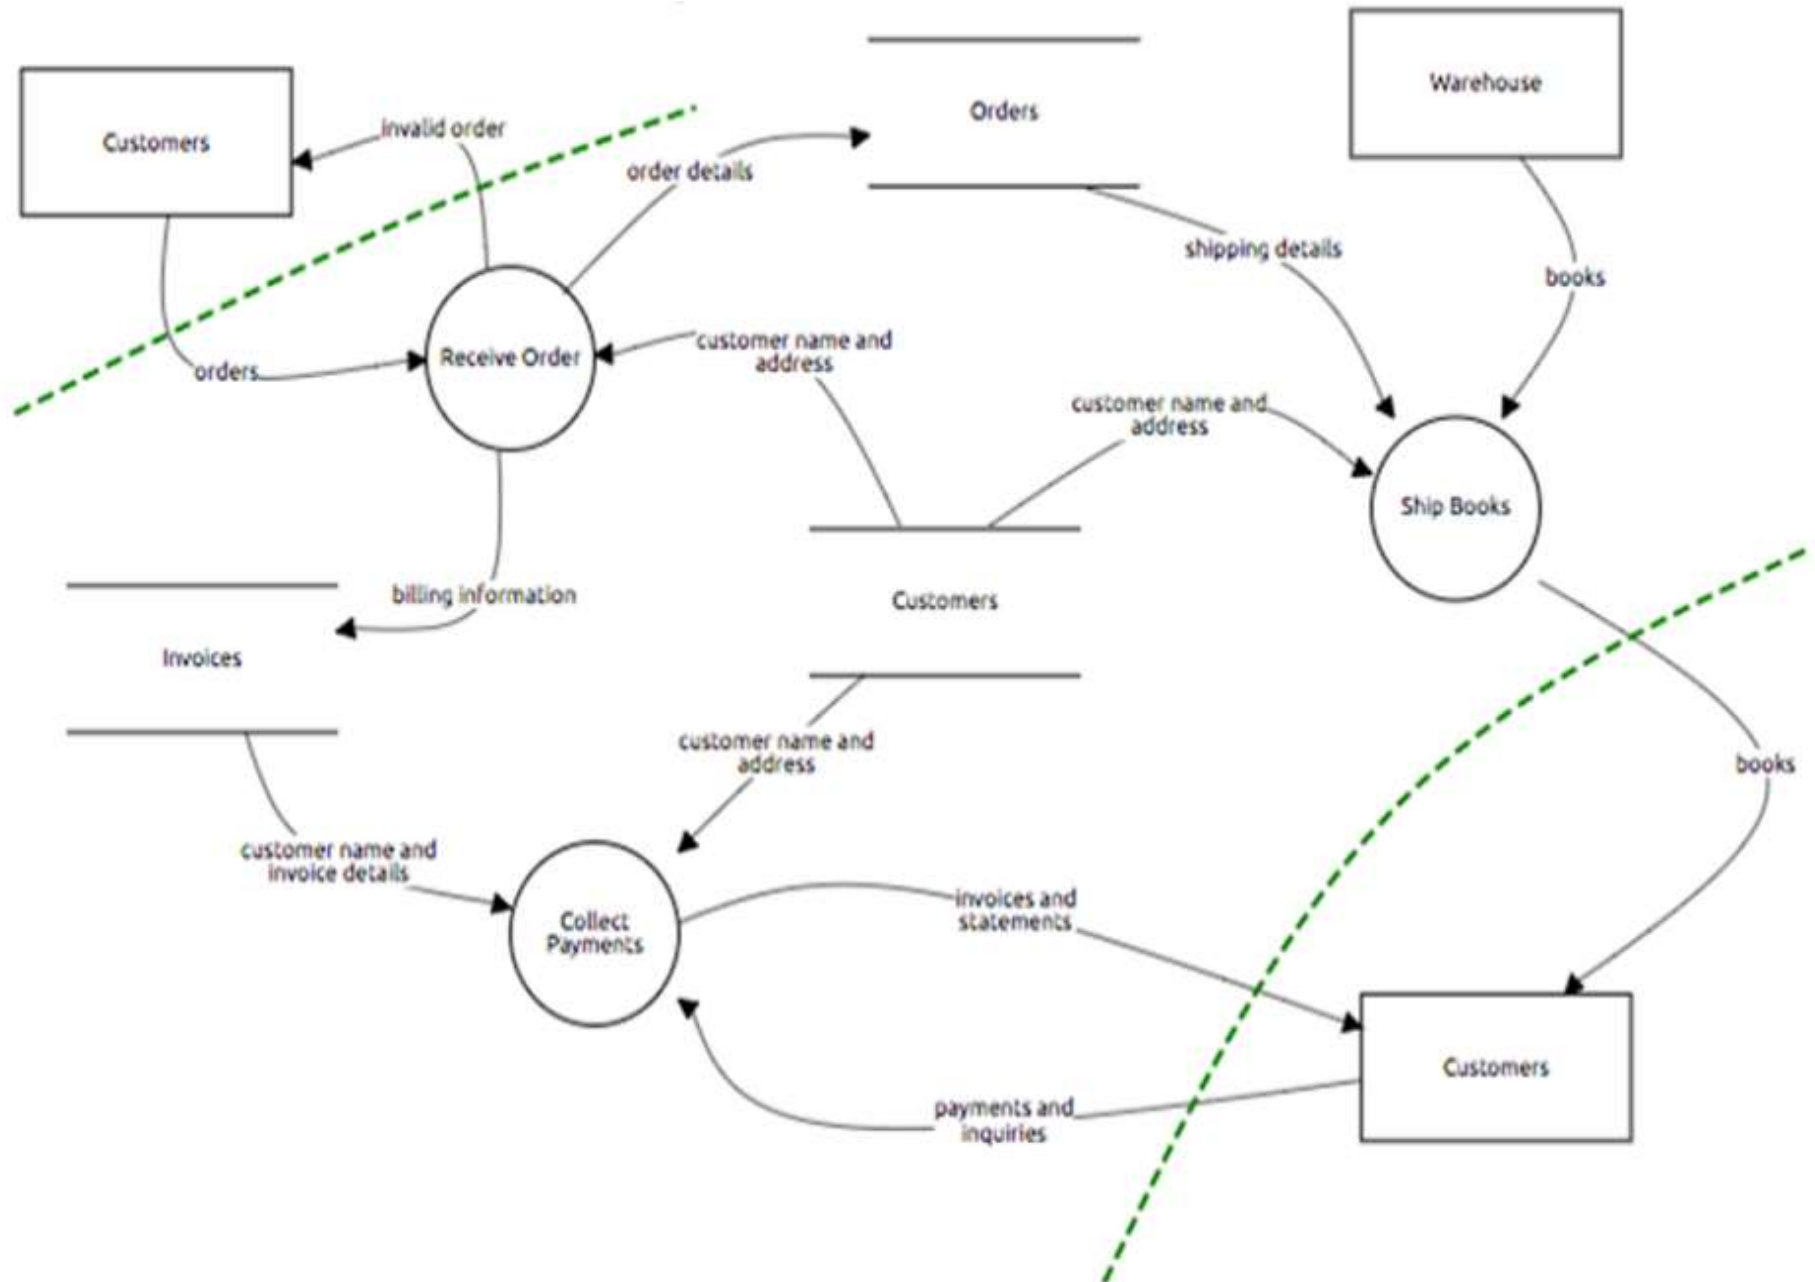 Warehouse
Orders
Customers
invalid order
order details
shipping details
books
customer name and
address
Receive Order
orders
customer name and
address
Ship Books
billing information
Customers
Invoices
customer name and
address
books
customer name and
invoice details
Collect
Payments
invoices and
statements
Customers
payments and
inquiries